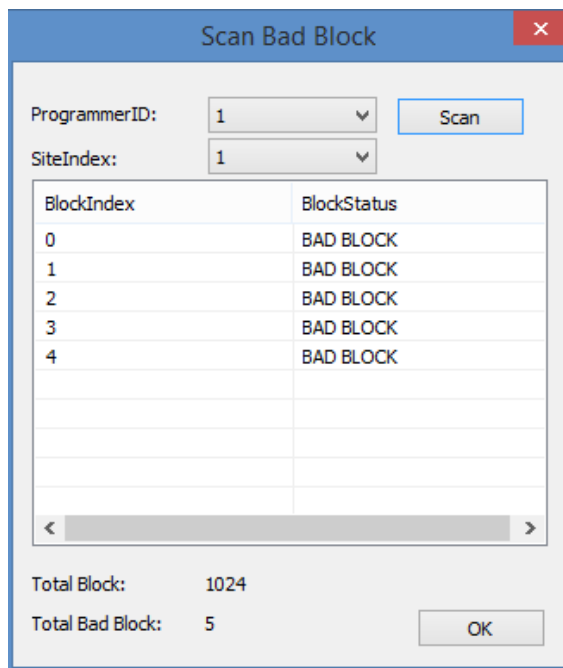 Scan Bad Block
ProgrammerID: 1 Scan
SiteIndex: 1
BlockIndex BlockStatus
0 BAD BLOCK
1 BAD BLOCK
2 BAD BLOCK
3 BAD BLOCK
4 BAD BLOCK
Total Block: 1024
Total Bad Block: 5 OK